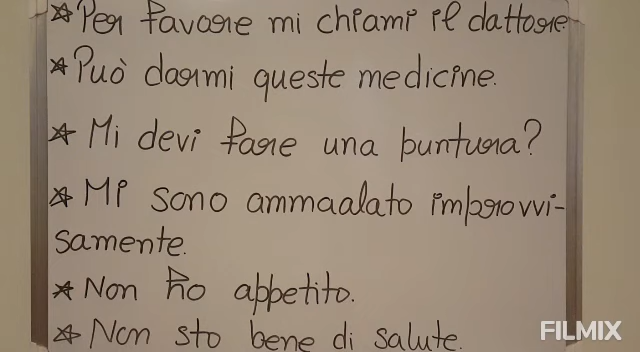 ☆ Per favore mi chiami il dattore
☆ Può darmi queste medicine.
☆ Mi devi fare una puntura?
☆ Mi sono ammaalato improvvi-
samente.
☆ Non ho appetito.
☆ Non sto bene di salute.
FILMIX